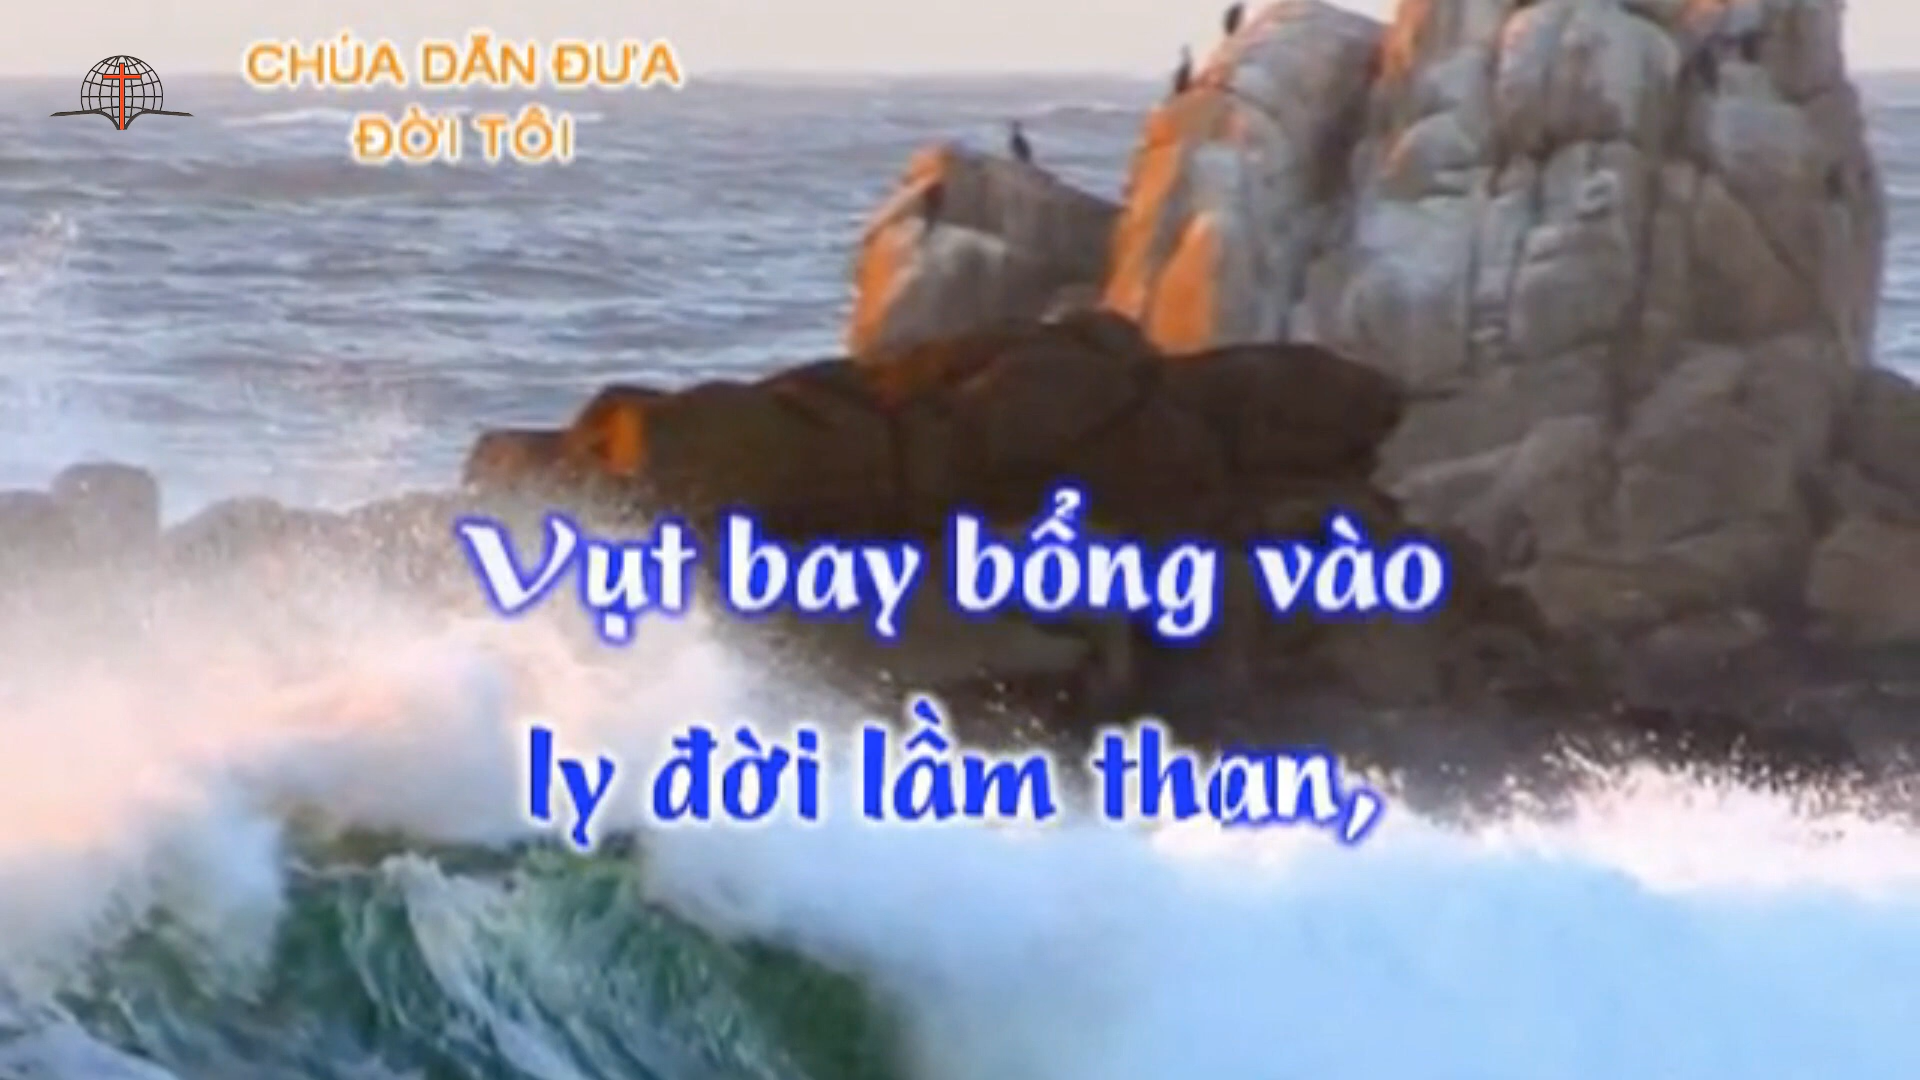 CHÚA DẪN ĐƯA
ĐỜI TÔI
Vụt bay bổng vào
ly đời lầm than,